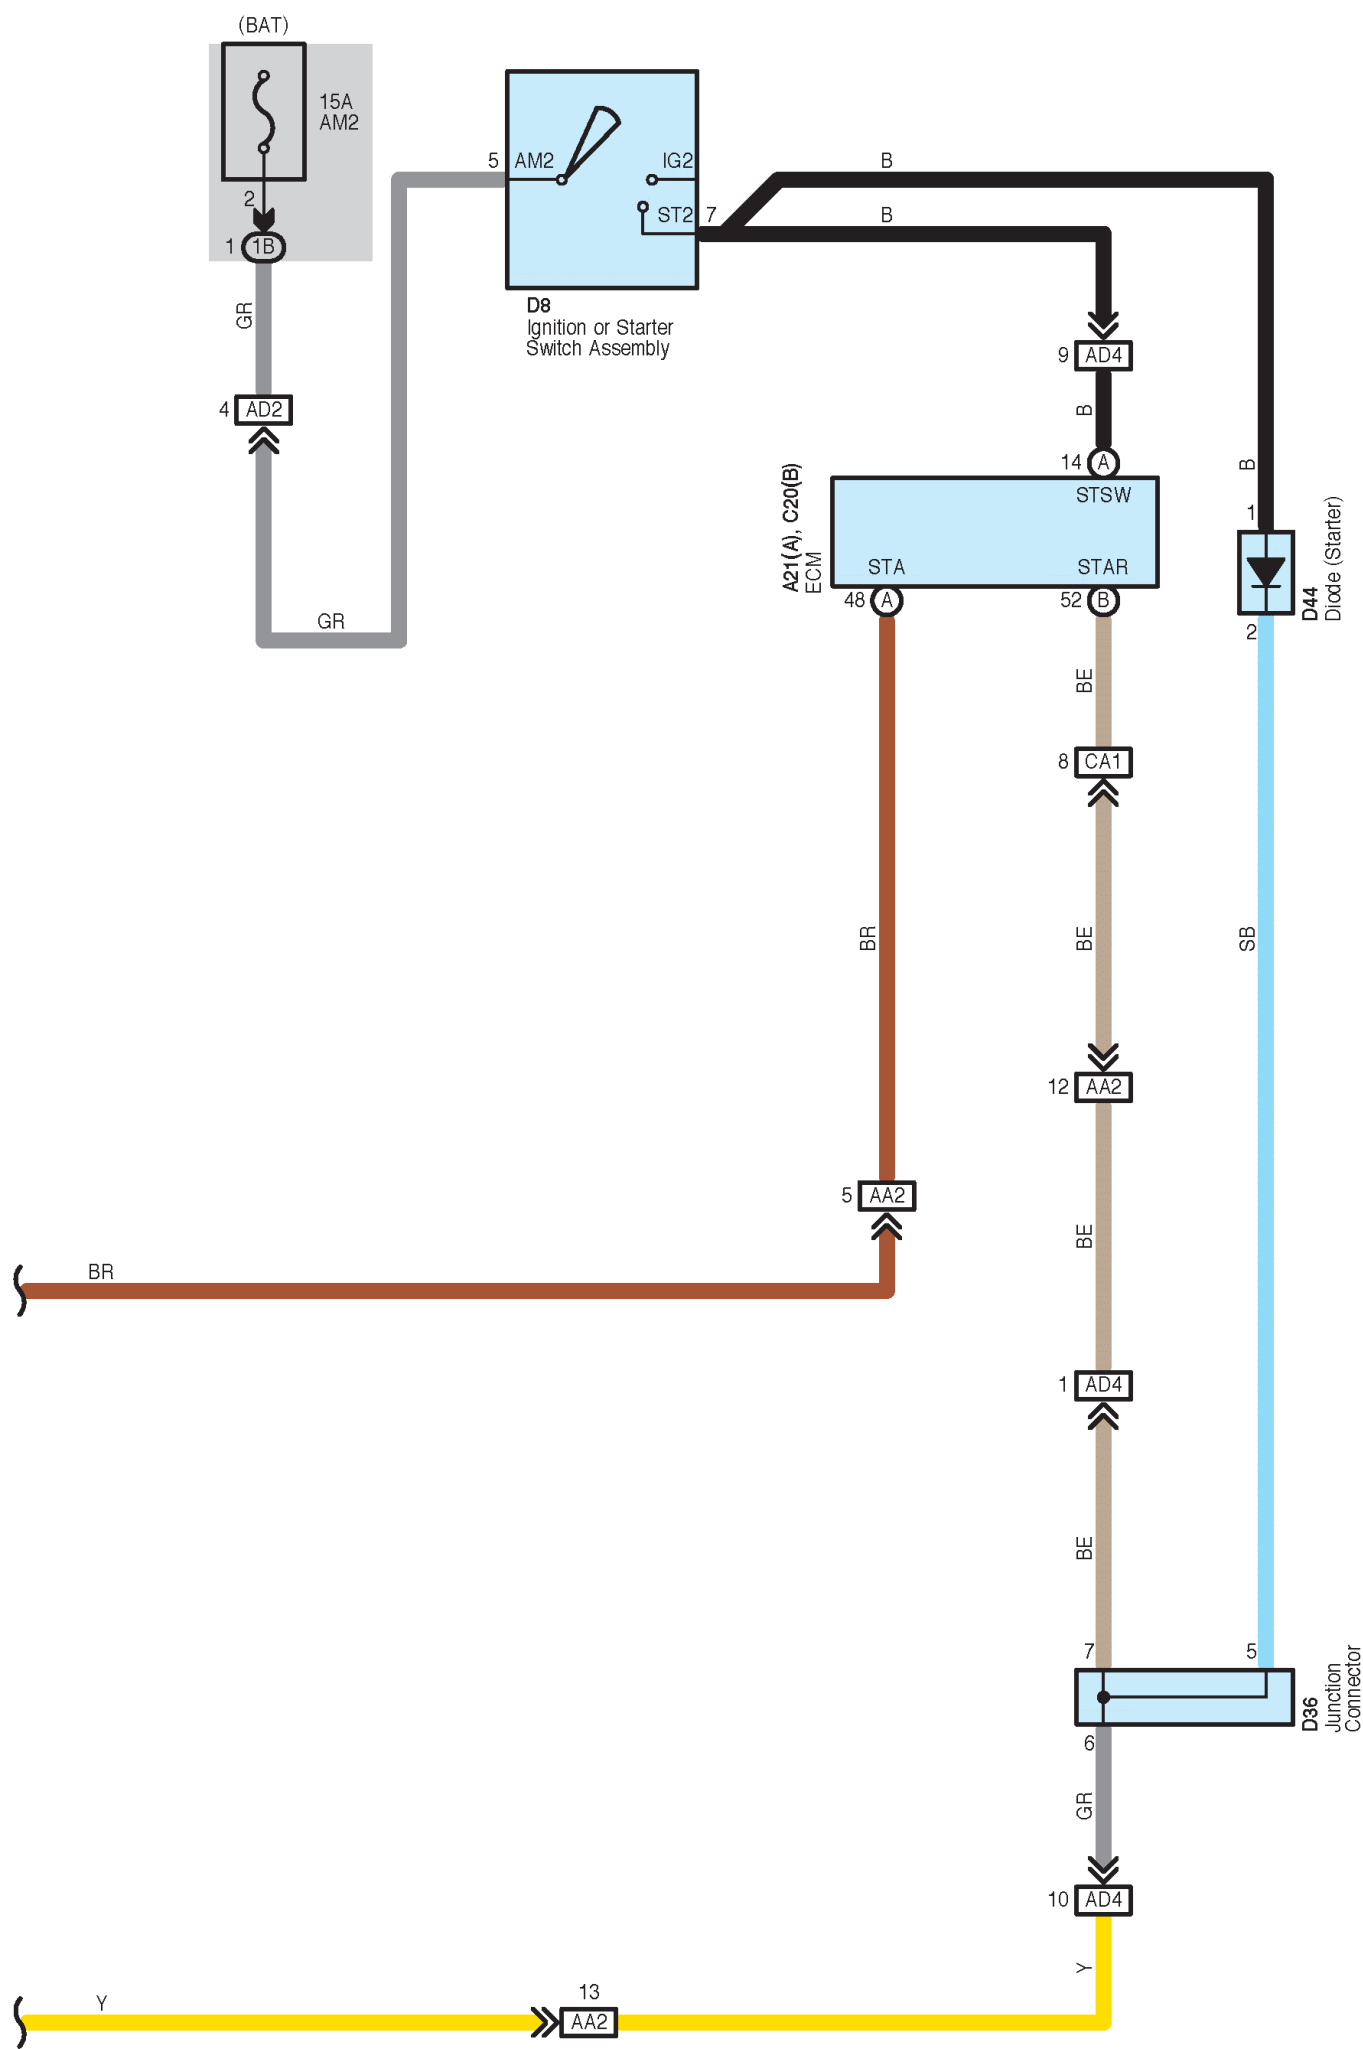 (BAT)
15A
AM2
2
1
1B
GR
4
AD2
GR
5
AM2
IG2
ST2
7
D8
Ignition or Starter
Switch Assembly
B
B
9
AD4
B
14
A
STSW
A21(A), C20(B)
ECM
STA
STAR
48
A
52
B
B
1
D44
Diode (Starter)
2
BE
8
CA1
BR
BE
SB
12
AA2
5
AA2
BE
BR
1
AD4
BE
7
5
D36
Junction
Connector
6
GR
10
AD4
Y
13
AA2
Y